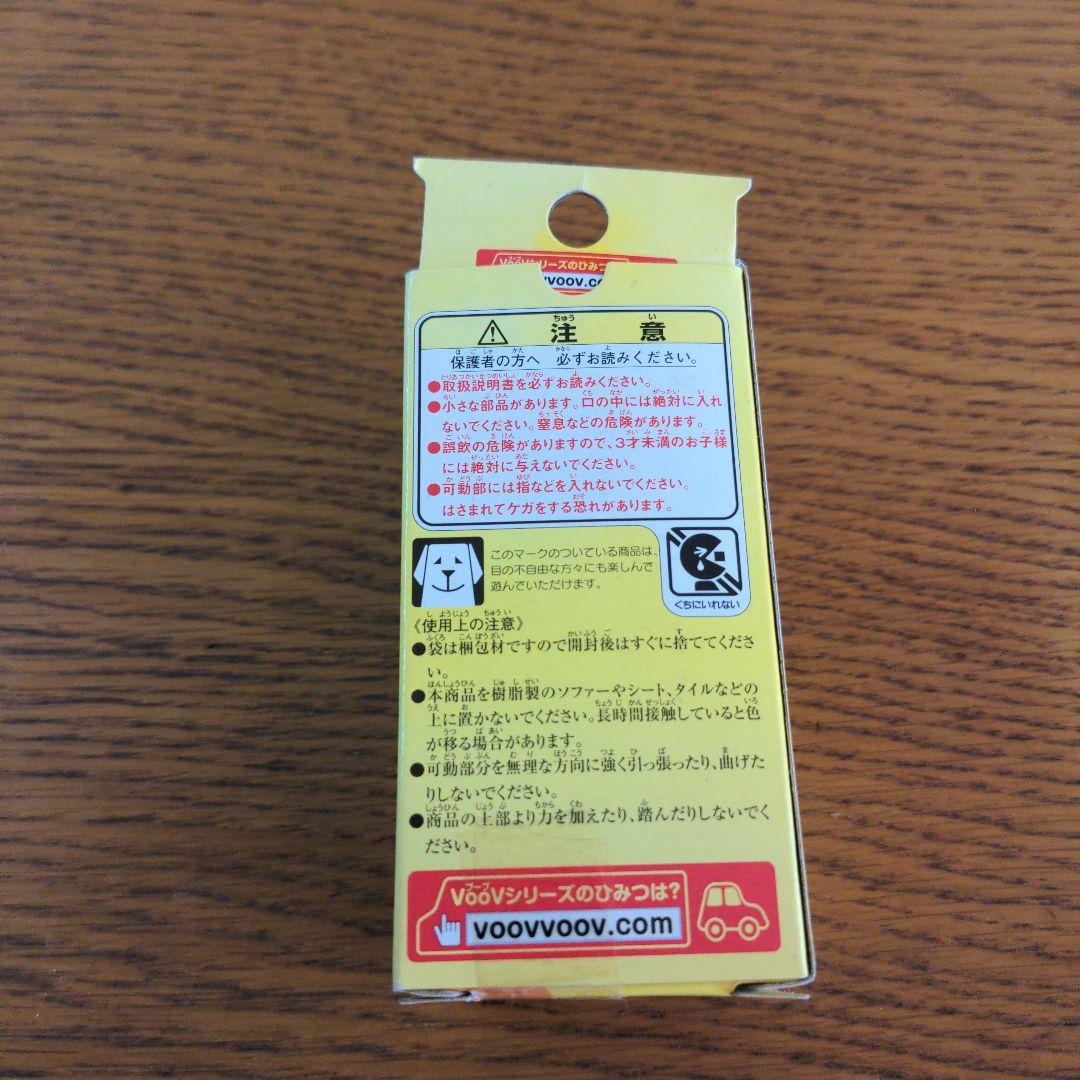 VooVシリーズのひみつ
voov.co
注意
保護者の方へ 必ずお読みください。
●取扱説明書を必ずお読みください。
●小さな部品があります。口の中には絶対に入れ
ないでください。窒息などの危険があります。
●誤飲の危険がありますので、3才未満のお子様
には絶対に与えないでください。
●可動部には指などを入れないでください。
はさまれてケガをする恐れがあります。
このマークのついている商品は、
目の不自由な方々にも楽しんで
遊んでいただけます。
くちにいれない
《使用上の注意》
●袋は梱包材ですので開封後はすぐに捨ててくださ
い。
●本商品を樹脂製のソファーやシート、タイルなどの
上に置かないでください。長時間接触していると色
が移る場合があります。
●可動部分を無理な方向に強く引っ張ったり、曲げた
りしないでください。
●商品の上部より力を加えたり、踏んだりしないでく
ださい。
ブーブ
VooVシリーズのひみつは?
voovvoov.com